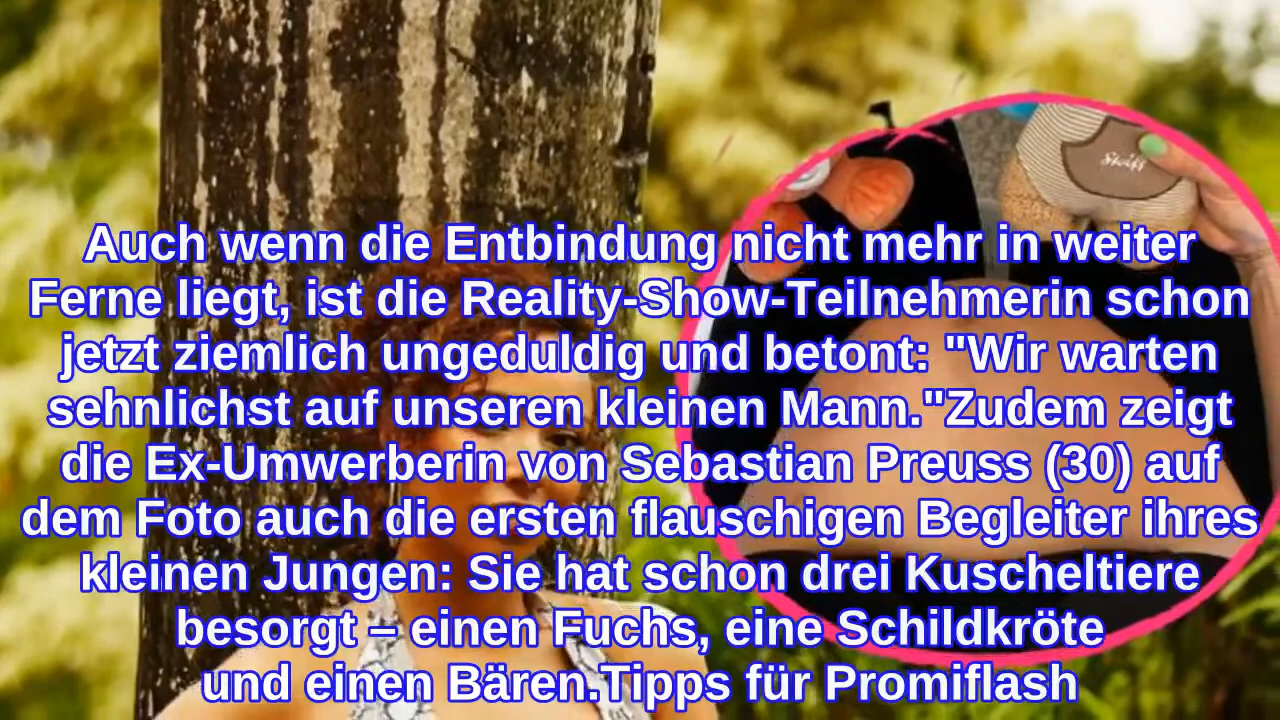 Steiff
Auch wenn die Entbindung nicht mehr in weiter
Ferne liegt, ist die Reality-Show-Teilnehmerin schon
jetzt ziemlich ungeduldig und betont: "Wir warten
sehnlichst auf unseren kleinen Mann."Zudem zeigt
die Ex-Umwerberin von Sebastian Preuss (30) auf
dem Foto auch die ersten flauschigen Begleiter ihres
kleinen Jungen: Sie hat schon drei Kuscheltiere
besorgt – einen Fuchs, eine Schildkröte
und einen Bären.Tipps für Promiflash